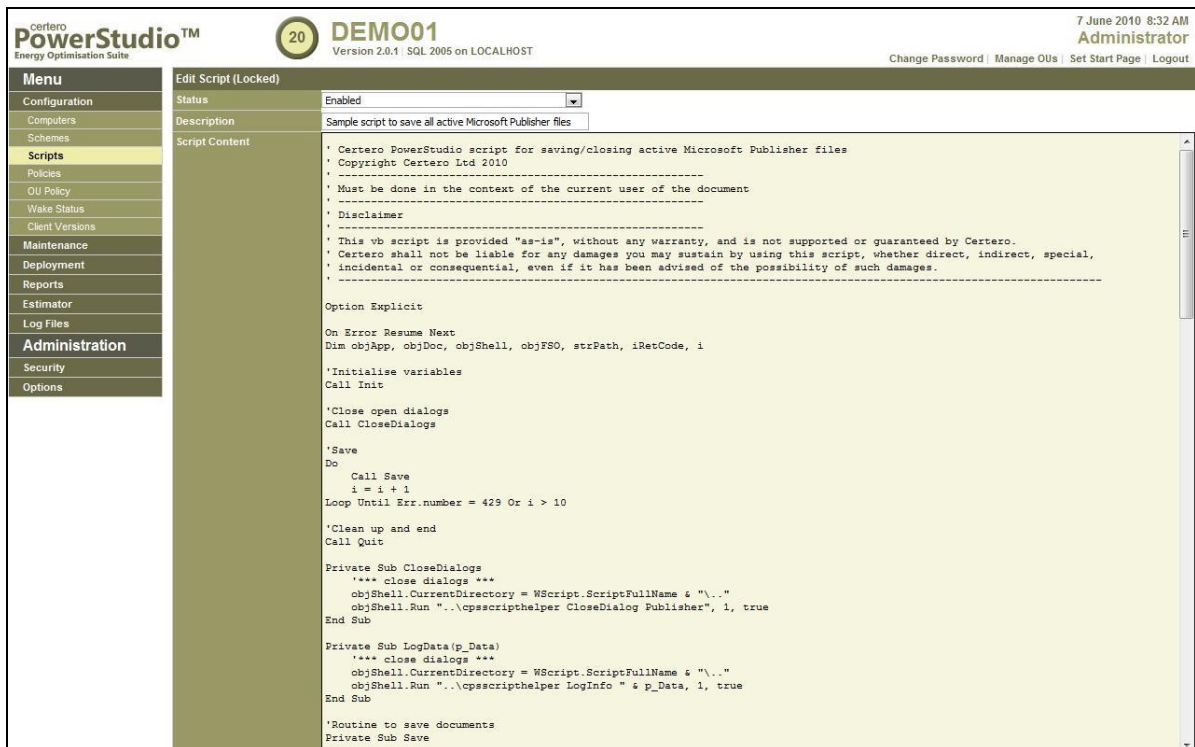 certero
PowerStudio™
Energy Optimisation Suite
20
DEMO01
Version 2.0.1 | SQL 2005 on LOCALHOST
7 June 2010 8:32 AM
Administrator
Change Password | Manage OUs | Set Start Page | Logout
Menu
Configuration
Computers
Schemes
Scripts
Policies
OU Policy
Wake Status
Client Versions
Maintenance
Deployment
Reports
Estimator
Log Files
Administration
Security
Options
Edit Script (Locked)
Status
Enabled
Description
Sample script to save all active Microsoft Publisher files
Script Content
' Certero PowerStudio script for saving/closing active Microsoft Publisher files
' Copyright Certero Ltd 2010
' ------------------------------------------------------
' Must be done in the context of the current user of the document
' ------------------------------------------------------
' Disclaimer
' ------------------------------------------------------
' This vb script is provided "as-is", without any warranty, and is not supported or guaranteed by Certero.
' Certero shall not be liable for any damages you may sustain by using this script, whether direct, indirect, special,
' incidental or consequential, even if it has been advised of the possibility of such damages.
' ------------------------------------------------------------------------------------------------------------------
Option Explicit
On Error Resume Next
Dim objApp, objDoc, objShell, objFSO, strPath, iRetCode, i
'Initialise variables
Call Init
'Close open dialogs
Call CloseDialogs
'Save
Do
Call Save
i = i + 1
Loop Until Err.number = 429 Or i > 10
'Clean up and end
Call Quit
Private Sub CloseDialogs
'*** close dialogs ***
objShell.CurrentDirectory = WScript.ScriptFullName & "\.."
objShell.Run "..\cpsscripthelper CloseDialog Publisher", 1, true
End Sub
Private Sub LogData(p_Data)
'*** close dialogs ***
objShell.CurrentDirectory = WScript.ScriptFullName & "\.."
objShell.Run "..\cpsscripthelper LogInfo " & p_Data, 1, true
End Sub
'Routine to save documents
Private Sub Save